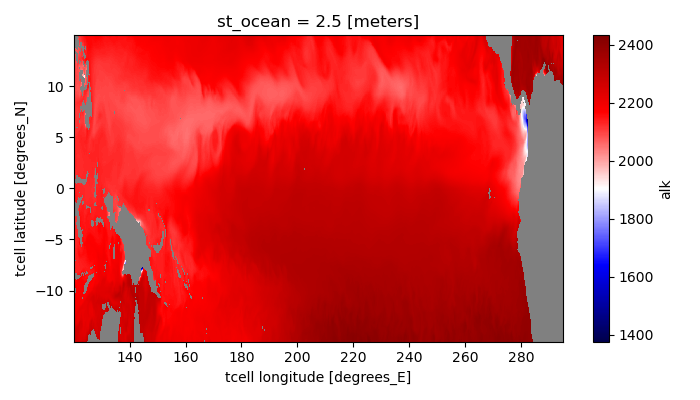 st_ocean = 2.5 [meters]
10
5
0
−5
−10
tcell latitude [degrees_N]
140 160 180 200 220 240 260 280
tcell longitude [degrees_E]
2400
2200
2000
1800
1600
1400
alk